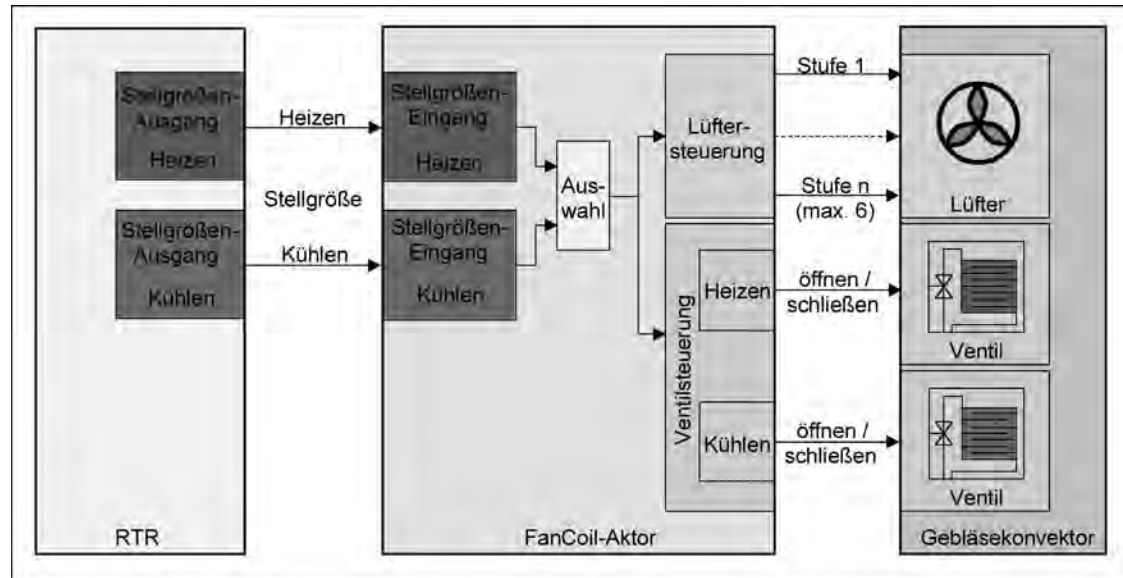 Stellgrößen-
Ausgang
Heizen
Stellgrößen-
Ausgang
Kühlen
RTR
Heizen
Stellgröße
Kühlen
Stellgrößen-
Eingang
Heizen
Stellgrößen-
Eingang
Kühlen
Aus-
wahl
Lüfter-
steuerung
Ventilsteuerung
Heizen
Kühlen
FanCoil-Aktor
Stufe 1
Stufe n
(max. 6)
öffnen /
schließen
öffnen /
schließen
Lüfter
Ventil
Ventil
Gebläsekonvektor